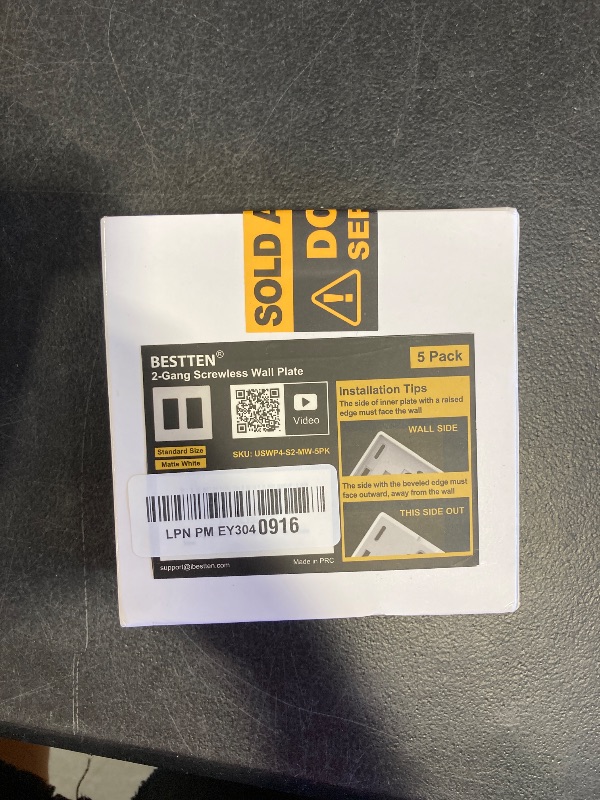 SOLD A
DO
SER
BESTTEN®
2-Gang Screwless Wall Plate
5 Pack
Video
Standard Size
Matte White
SKU: USWP4-S2-MW-5PK
Installation Tips
The side of inner plate with a raised
edge must face the wall
WALL SIDE
The side with the beveled edge must
face outward, away from the wall
THIS SIDE OUT
LPN PM EY304 0916
support@ibestten.com
Made in PRC